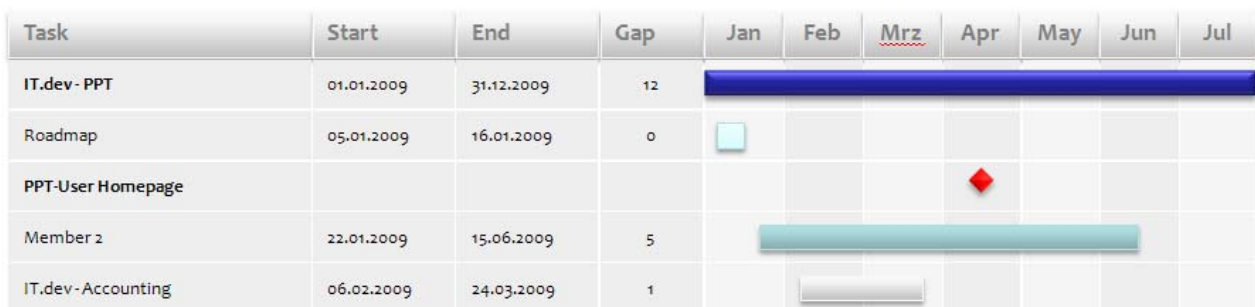 Task Start End Gap Jan Feb Mrz Apr May Jun Jul
IT.dev - PPT 01.01.2009 31.12.2009 12
Roadmap 05.01.2009 16.01.2009 0
PPT-User Homepage
Member 2 22.01.2009 15.06.2009 5
IT.dev - Accounting 06.02.2009 24.03.2009 1